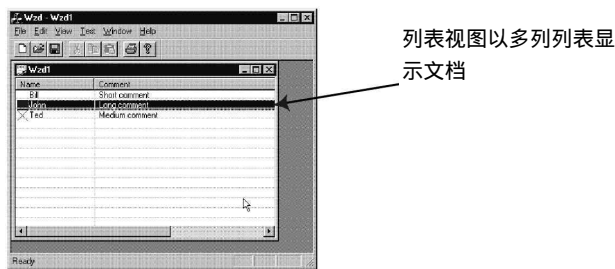 Wzd - Wzd1
File Edit View Test Window Help
Wzd1
Name Comment
Bill Short comment
John Long comment
Ted Medium comment
Ready
列表视图以多列列表显
示文档